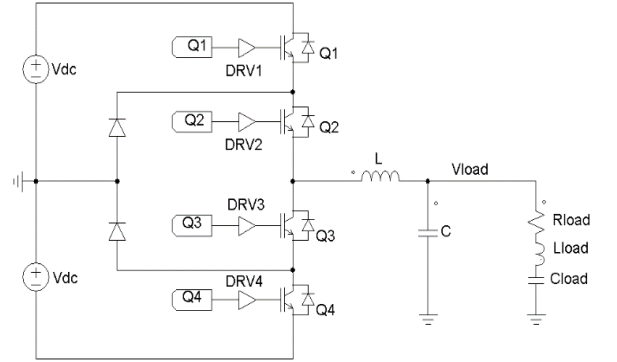 Vdc
Q1
DRV1
Q1
Q2
DRV2
Q2
L
Vload
C
Rload
Lload
Cload
Q3
DRV3
Q3
Vdc
Q4
DRV4
Q4